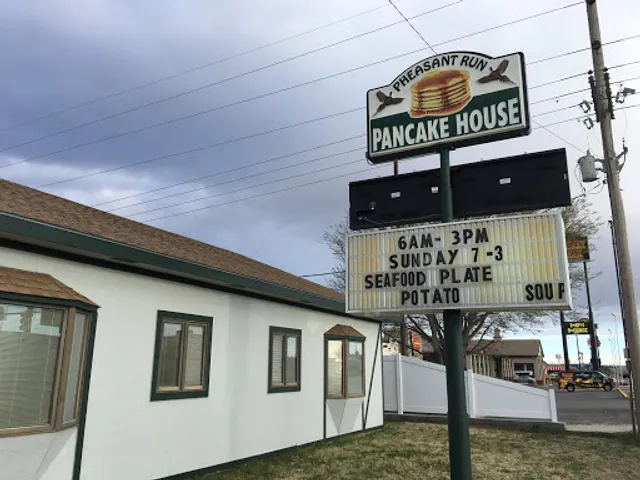 PHEASANT RUN
PANCAKE HOUSE
6AM- 3PM
SUNDAY 7-3
SEAFOOD PLATE
POTATO SOUP